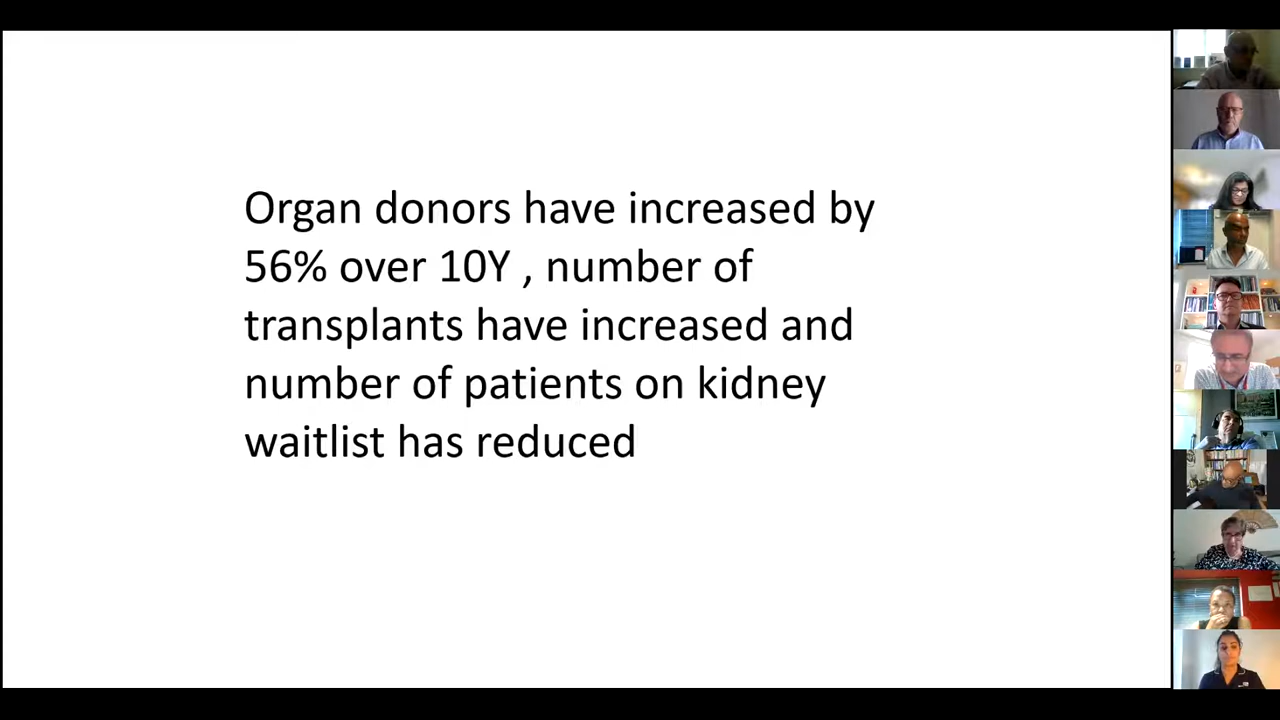 Organ donors have increased by
56% over 10Y , number of
transplants have increased and
number of patients on kidney
waitlist has reduced